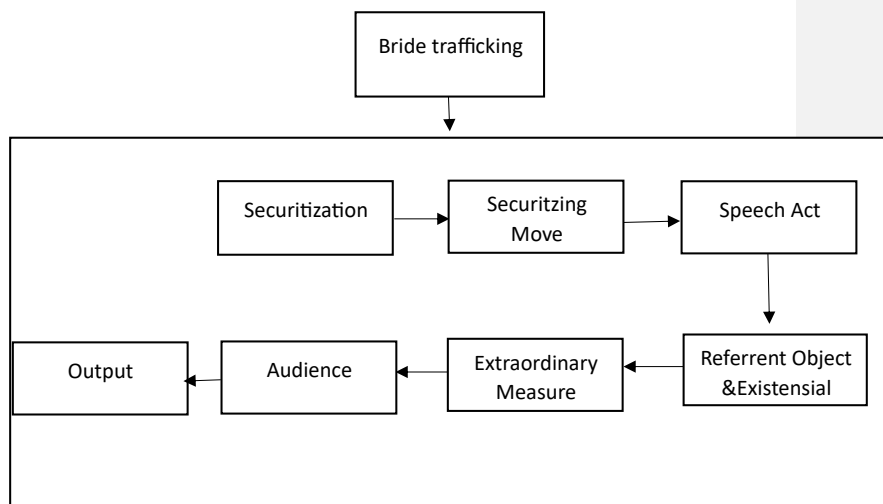 Bride trafficking
Securitization
Securitzing
Move
Speech Act
Referrent Object
&Existensial
Extraordinary
Measure
Audience
Output